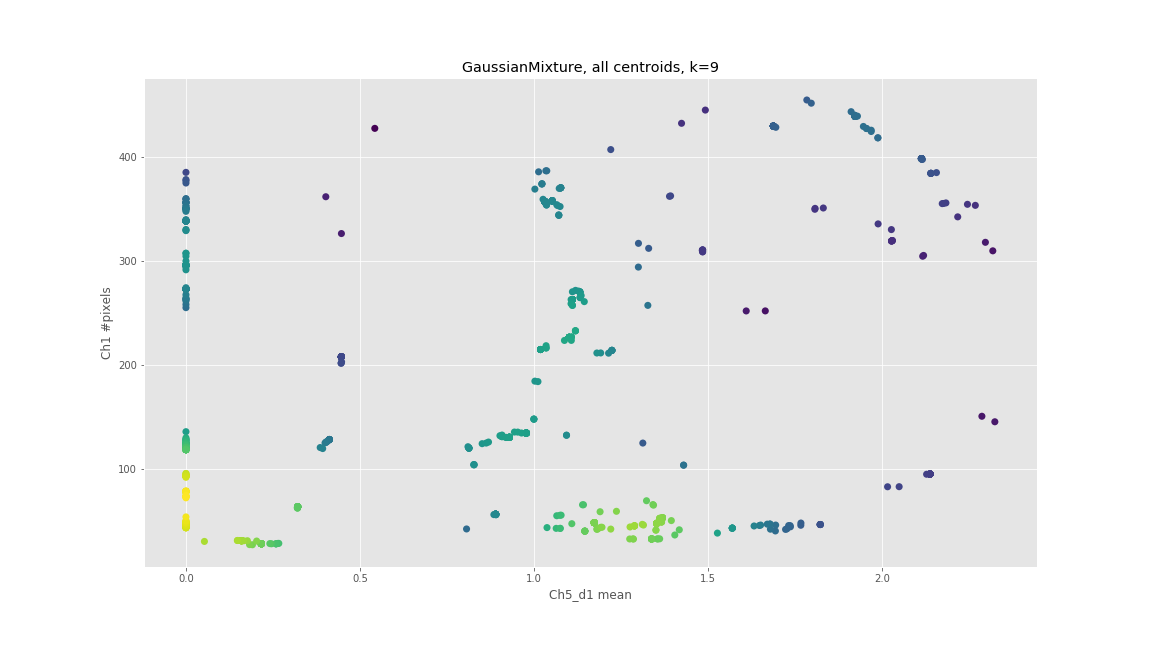 GaussianMixture, all centroids, k=9
400
300
200
100
Ch1 #pixels
0.0 0.5 1.0 1.5 2.0
Ch5_d1 mean